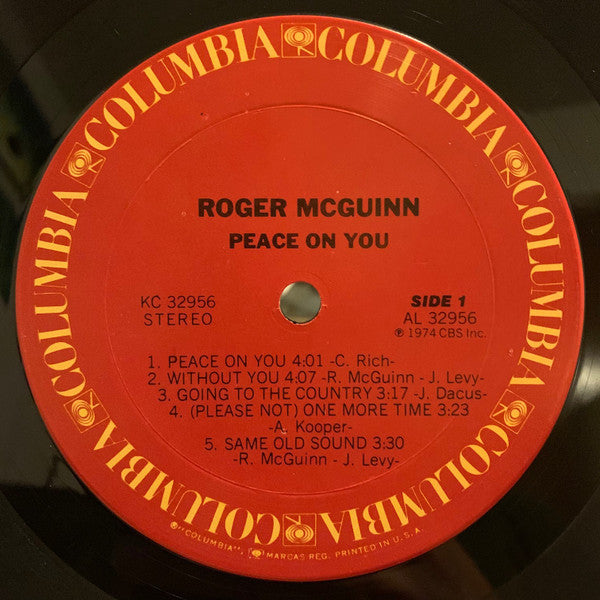 COLUMBIA COLUMBIA COLUMBIA COLUMBIA COLUMBIA COLUMBIA
ROGER MCGUINN
PEACE ON YOU
KC 32956
STEREO
SIDE 1
AL 32956
℗ 1974 CBS Inc.
1. PEACE ON YOU 4:01 -C. Rich-
2. WITHOUT YOU 4:07 -R. McGuinn - J. Levy-
3. GOING TO THE COUNTRY 3:17 -J. Dacus-
4. (PLEASE NOT) ONE MORE TIME 3:23
-A. Kooper-
5. SAME OLD SOUND 3:30
-R. McGuinn - J. Levy-
®"COLUMBIA", MARCAS REG. PRINTED IN U.S.A